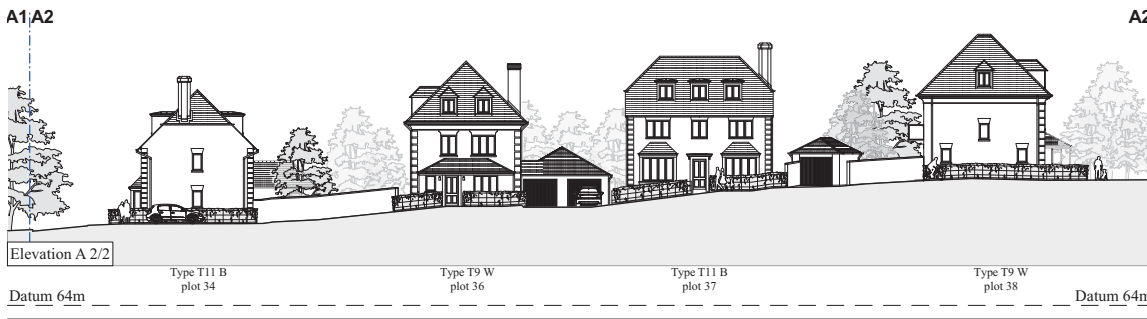 A1 A2
A2
Elevation A 2/2
Type T11 B
plot 34
Type T9 W
plot 36
Type T11 B
plot 37
Type T9 W
plot 38
Datum 64m
Datum 64m